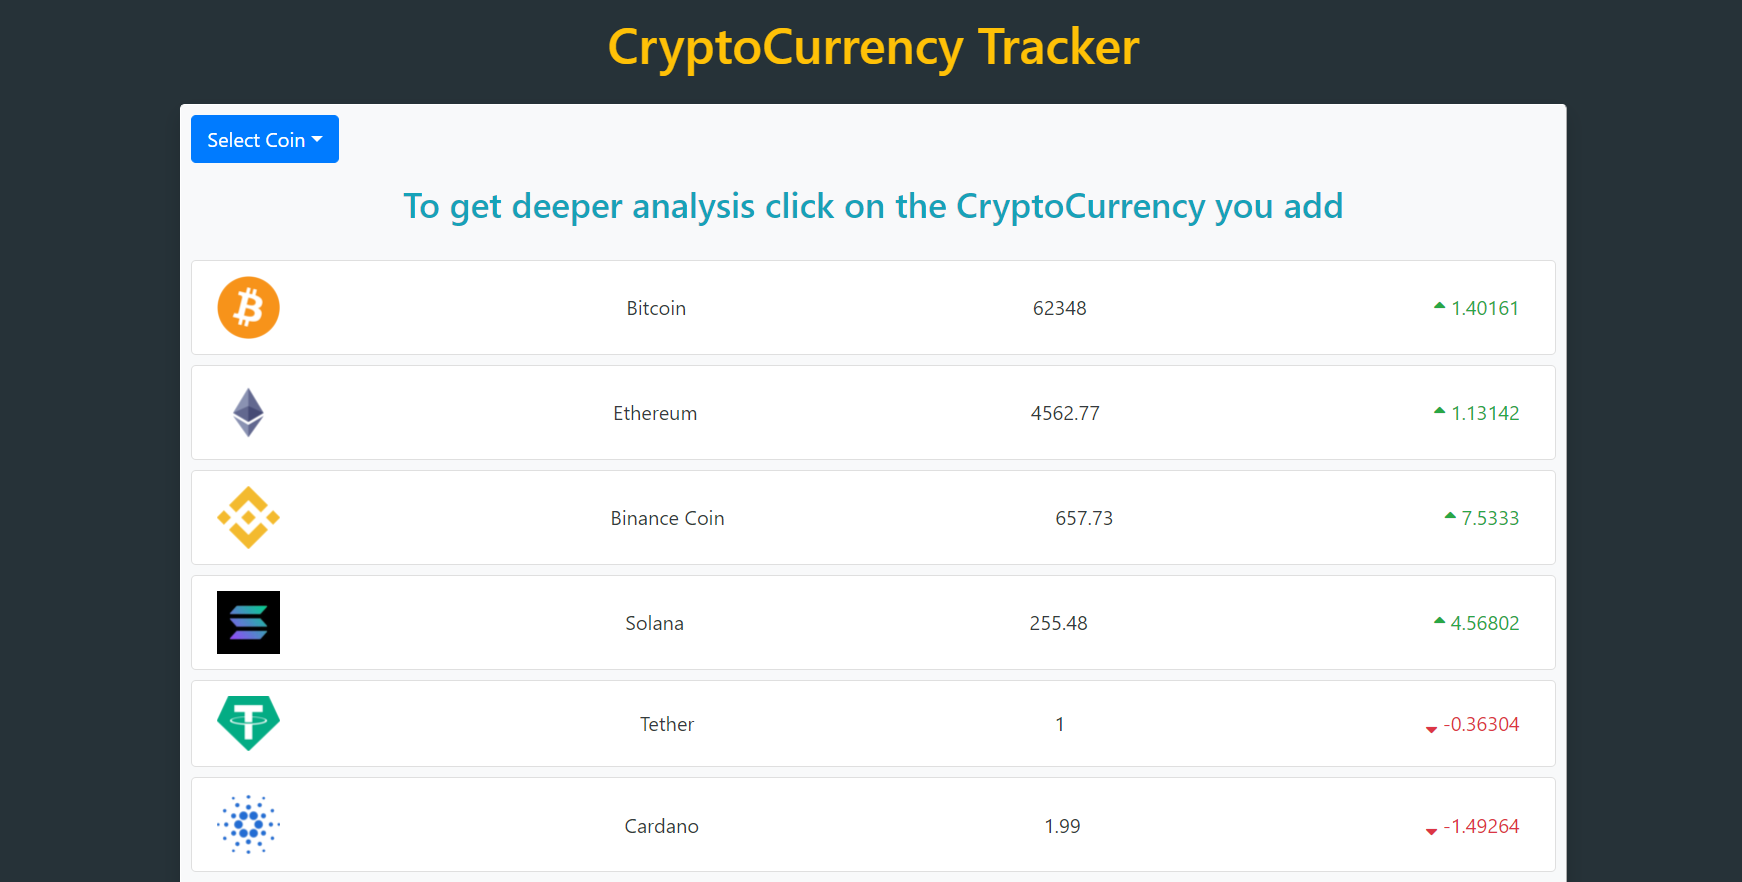 CryptoCurrency Tracker
Select Coin
To get deeper analysis click on the CryptoCurrency you add
Bitcoin 62348 1.40161
Ethereum 4562.77 1.13142
Binance Coin 657.73 7.5333
Solana 255.48 4.56802
Tether 1 -0.36304
Cardano 1.99 -1.49264